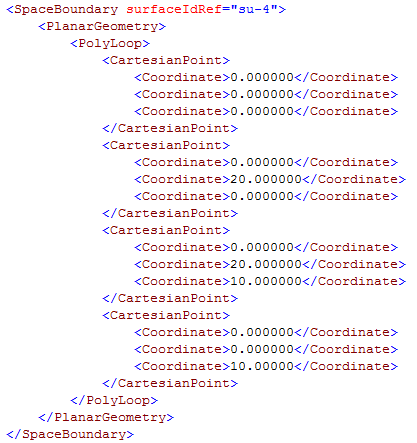 <SpaceBoundary surfaceIdRef="su-4">
<PlanarGeometry>
<PolyLoop>
<CartesianPoint>
<Coordinate>0.000000</Coordinate>
<Coordinate>0.000000</Coordinate>
<Coordinate>0.000000</Coordinate>
</CartesianPoint>
<CartesianPoint>
<Coordinate>0.000000</Coordinate>
<Coordinate>20.000000</Coordinate>
<Coordinate>0.000000</Coordinate>
</CartesianPoint>
<CartesianPoint>
<Coordinate>0.000000</Coordinate>
<Coordinate>20.000000</Coordinate>
<Coordinate>10.000000</Coordinate>
</CartesianPoint>
<CartesianPoint>
<Coordinate>0.000000</Coordinate>
<Coordinate>0.000000</Coordinate>
<Coordinate>10.00000</Coordinate>
</CartesianPoint>
</PolyLoop>
</PlanarGeometry>
</SpaceBoundary>